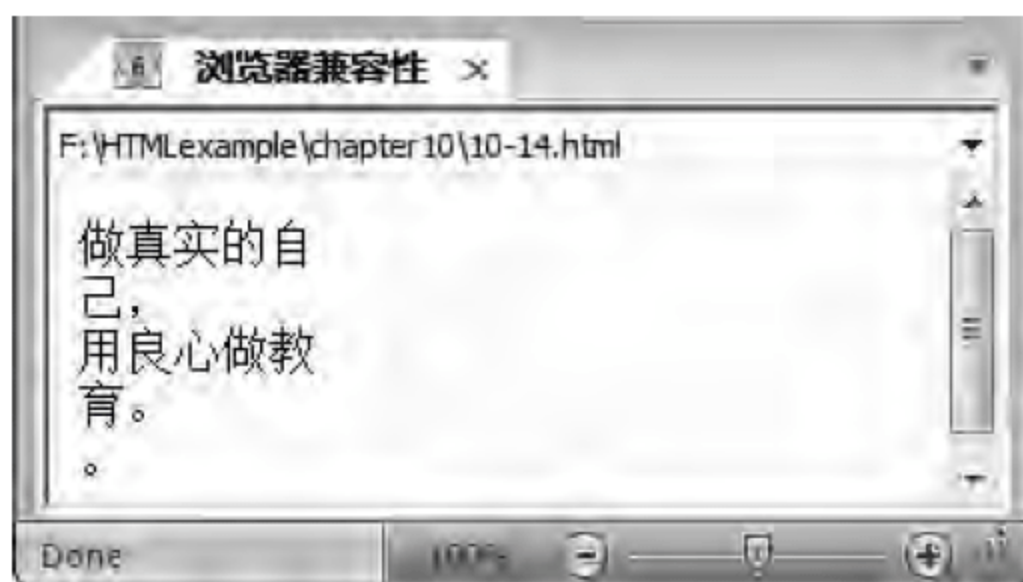 浏览器兼容性 ×
F:\HTMLexample\chapter10\10-14.html
做真实的自
己，
用良心做教
育。
。
Done 100%